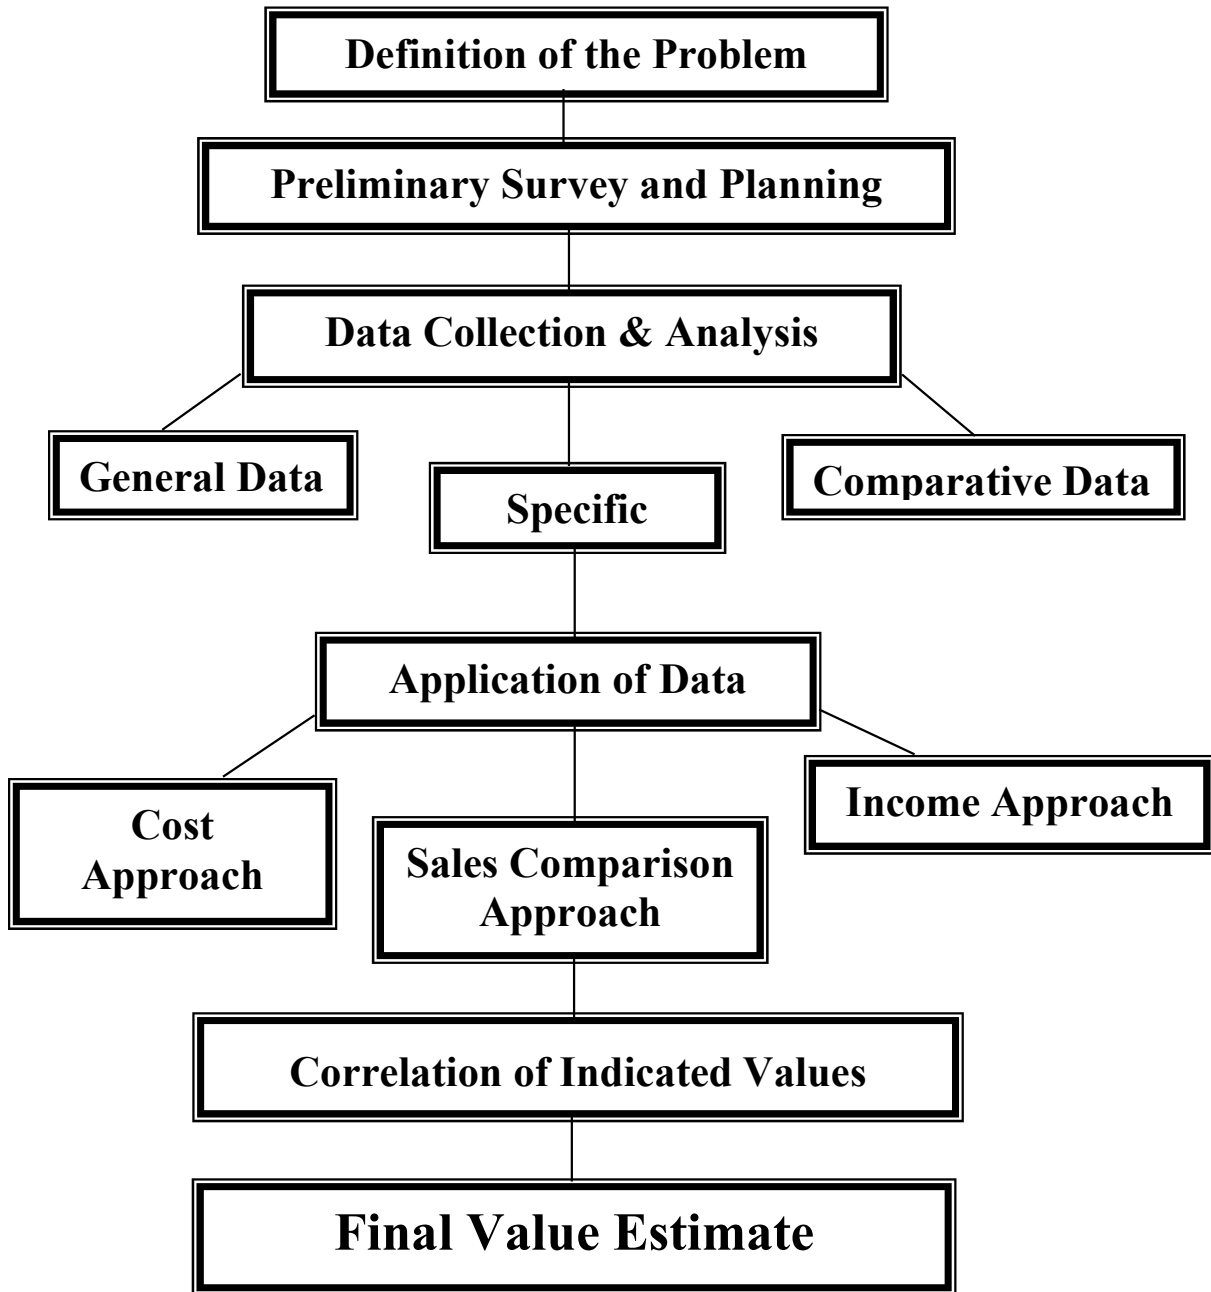 Definition of the Problem
Preliminary Survey and Planning
Data Collection & Analysis
General Data
Specific
Comparative Data
Application of Data
Cost
Approach
Sales Comparison
Approach
Income Approach
Correlation of Indicated Values
Final Value Estimate